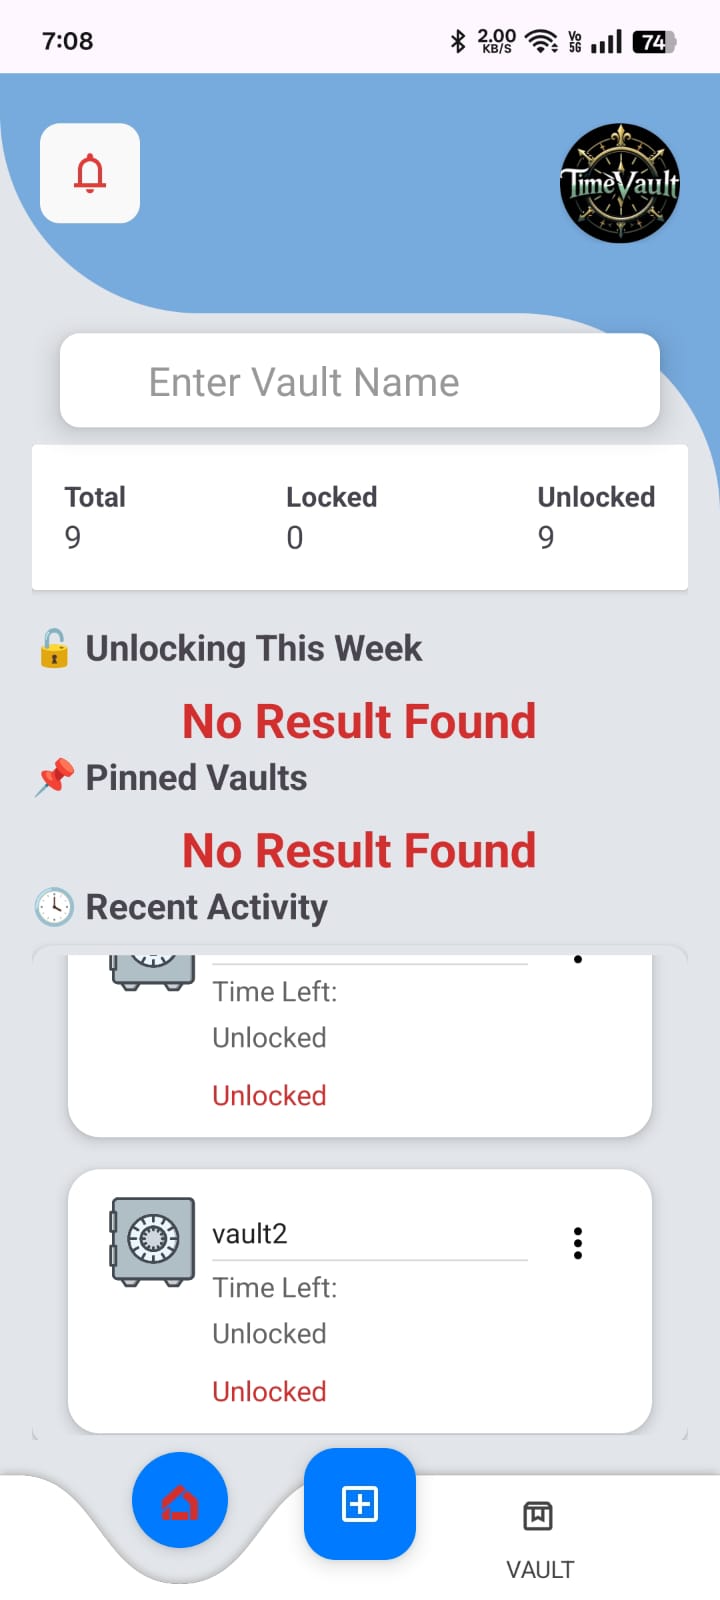 7:08
2.00
KB/S
Vo
5G
74
TimeVault
Enter Vault Name
Total
Locked
Unlocked
9
0
9
🔓 Unlocking This Week
No Result Found
📌 Pinned Vaults
No Result Found
🕓 Recent Activity
Time Left:
Unlocked
Unlocked
vault2
Time Left:
Unlocked
Unlocked
VAULT